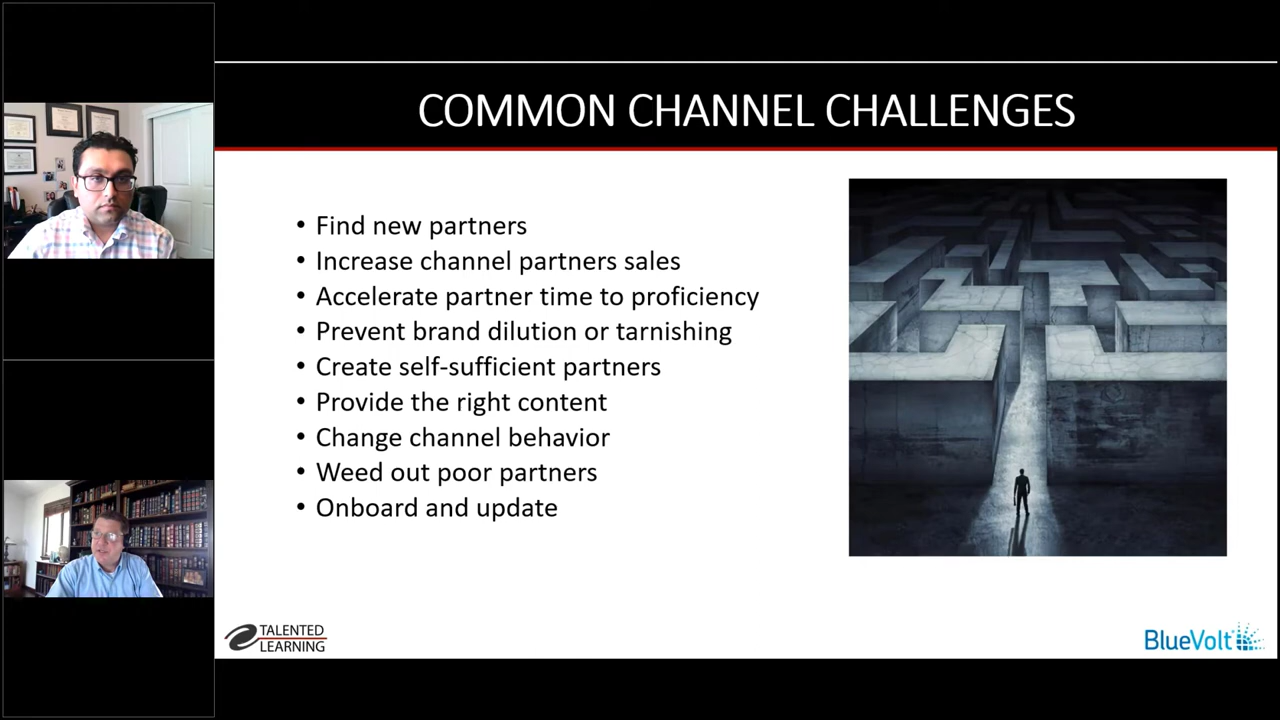 COMMON CHANNEL CHALLENGES
• Find new partners
• Increase channel partners sales
• Accelerate partner time to proficiency
• Prevent brand dilution or tarnishing
• Create self-sufficient partners
• Provide the right content
• Change channel behavior
• Weed out poor partners
• Onboard and update
TALENTED
LEARNING
BlueVolt